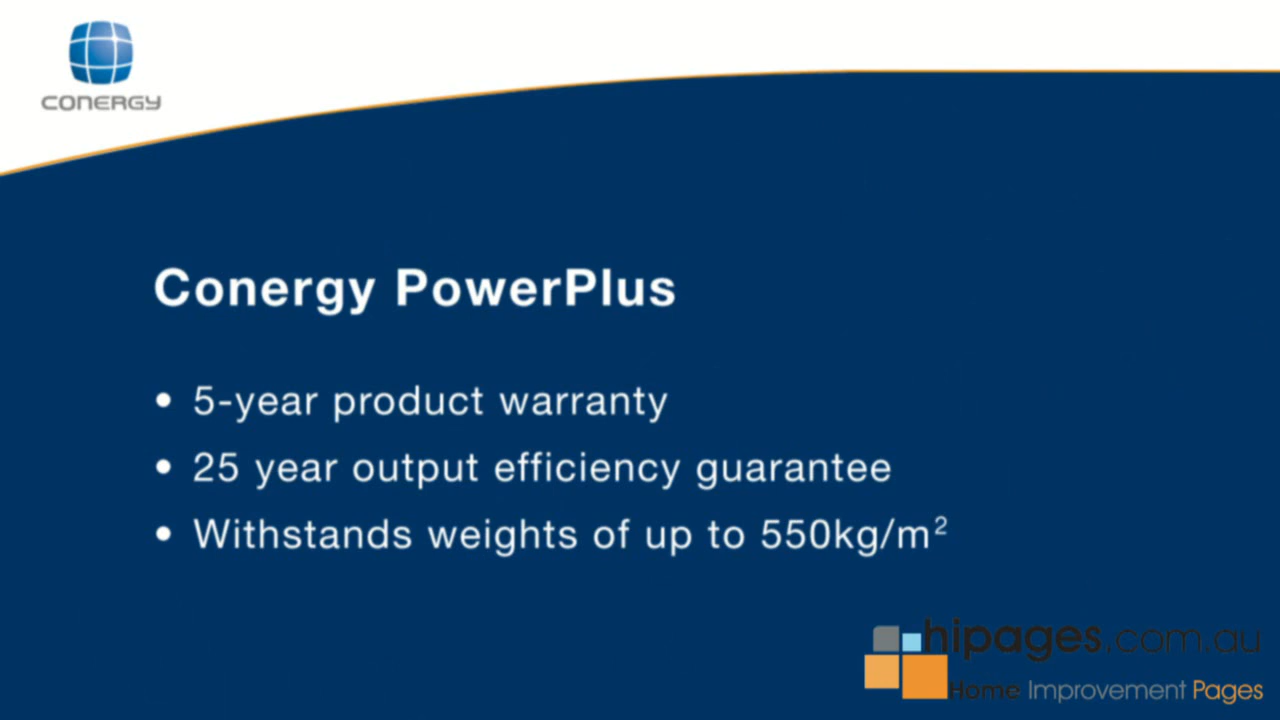 CONERGY
Conergy PowerPlus
• 5-year product warranty
• 25 year output efficiency guarantee
• Withstands weights of up to 550kg/m²
hipages.com.au
Home Improvement Pages